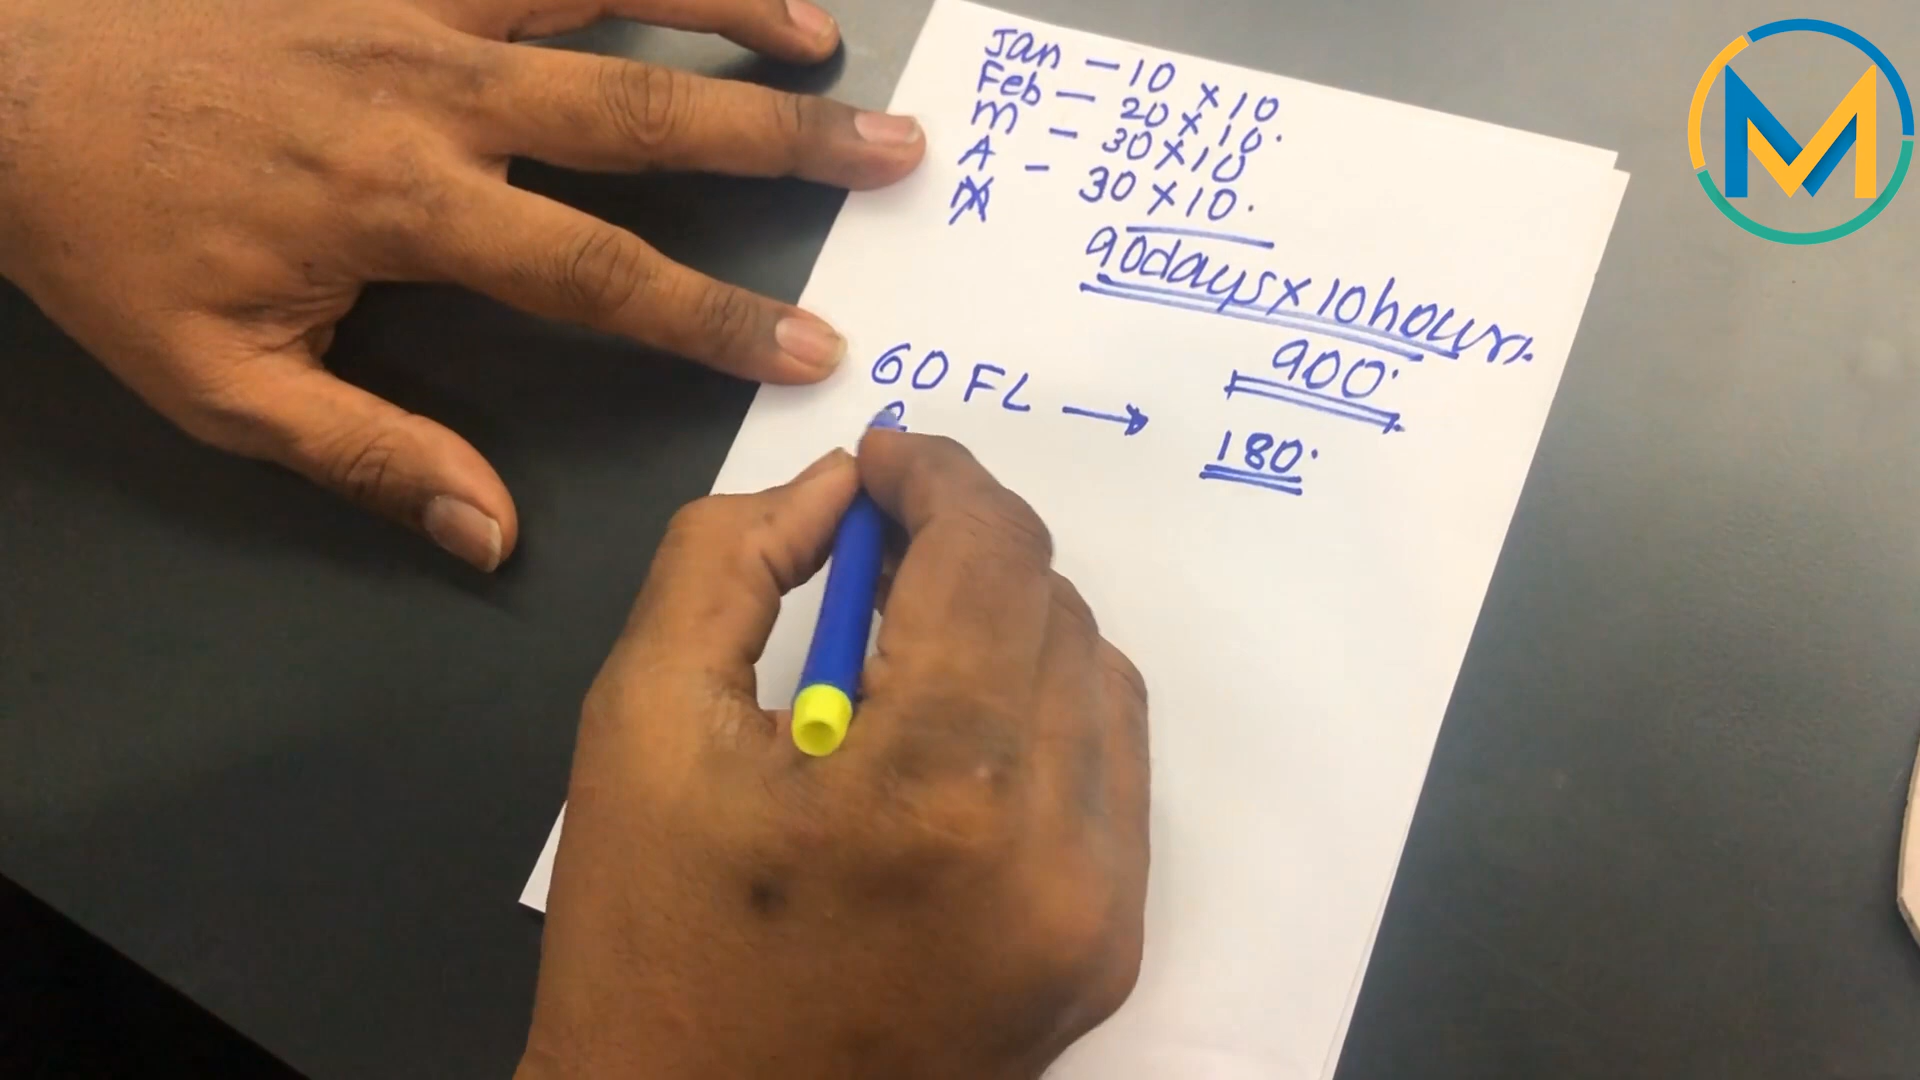 Jan - 10 × 10
Feb - 20 × 10.
M - 30 × 10
A - 30 × 10.
90days × 10hours.
900.
60 FL → 180.